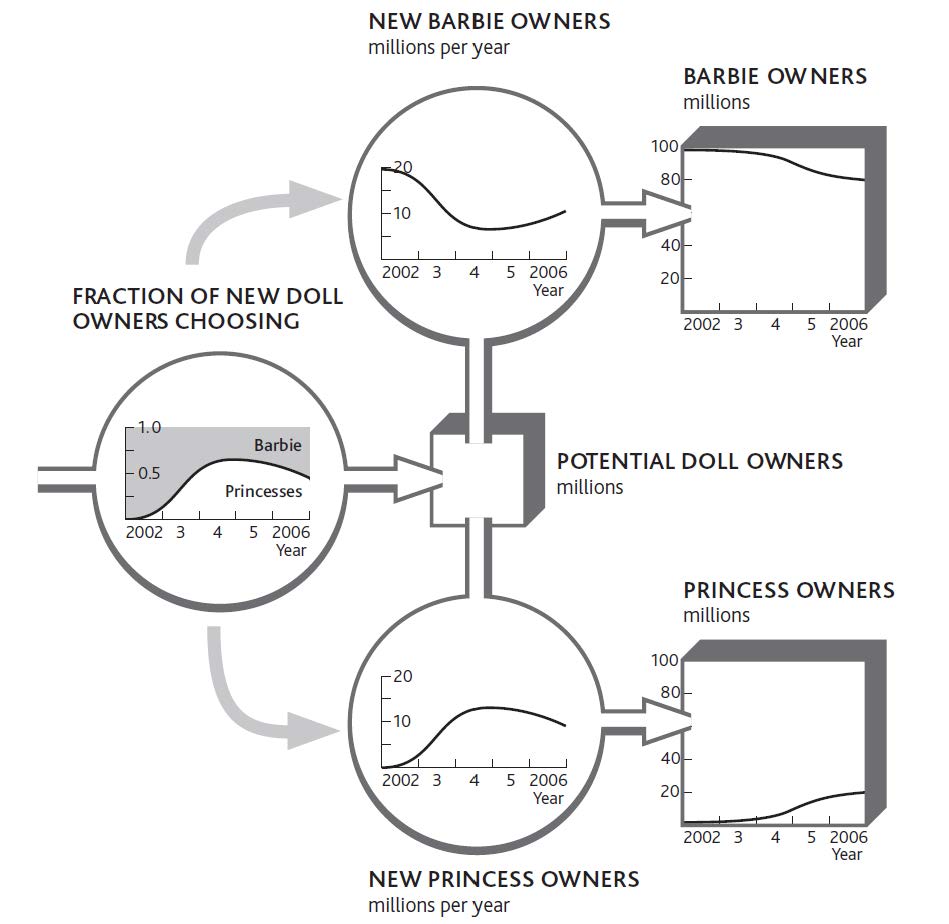 NEW BARBIE OWNERS
millions per year
20
10
2002 3 4 5 2006
Year
BARBIE OWNERS
millions
100
80
40
20
2002 3 4 5 2006
Year
FRACTION OF NEW DOLL
OWNERS CHOOSING
1.0
Barbie
0.5
Princesses
2002 3 4 5 2006
Year
POTENTIAL DOLL OWNERS
millions
PRINCESS OWNERS
millions
100
80
40
20
2002 3 4 5 2006
Year
20
10
2002 3 4 5 2006
Year
NEW PRINCESS OWNERS
millions per year